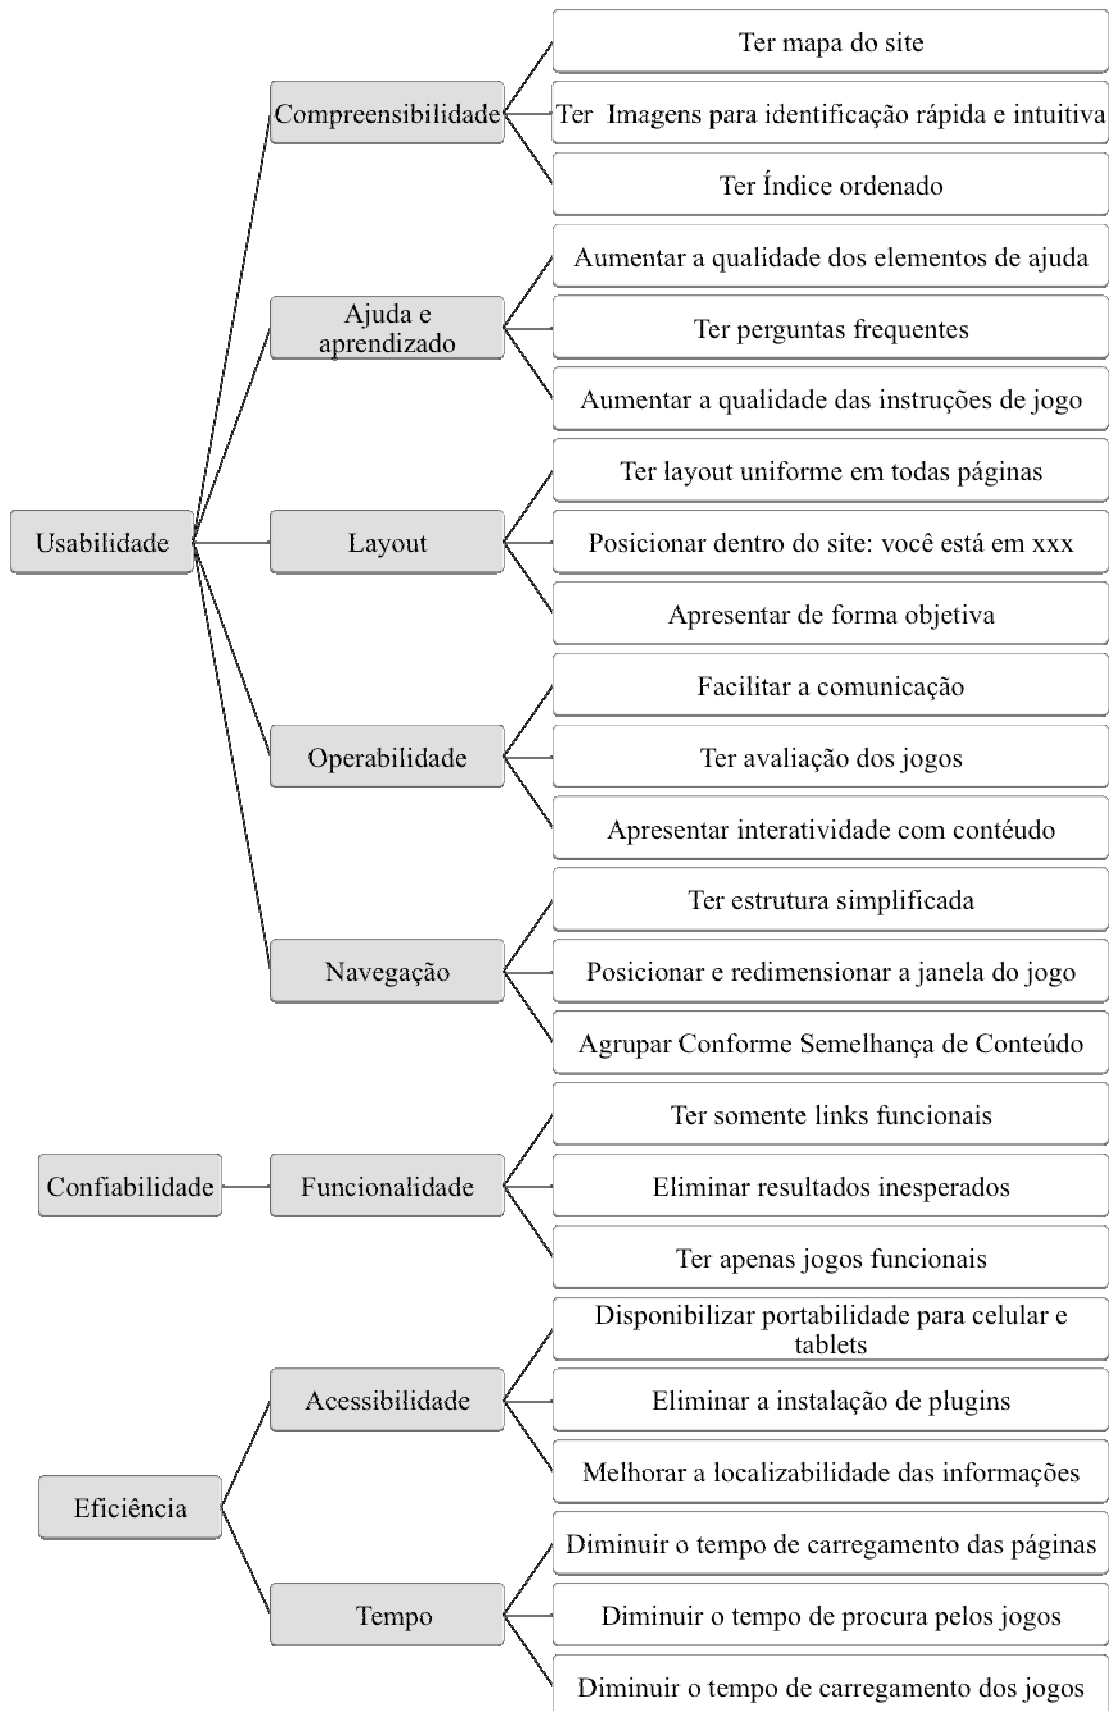 Ter mapa do site
Compreensibilidade
Ter Imagens para identificação rápida e intuitiva
Ter Índice ordenado
Aumentar a qualidade dos elementos de ajuda
Ajuda e
aprendizado
Ter perguntas frequentes
Aumentar a qualidade das instruções de jogo
Ter layout uniforme em todas páginas
Usabilidade
Layout
Posicionar dentro do site: você está em xxx
Apresentar de forma objetiva
Facilitar a comunicação
Operabilidade
Ter avaliação dos jogos
Apresentar interatividade com contéudo
Ter estrutura simplificada
Navegação
Posicionar e redimensionar a janela do jogo
Agrupar Conforme Semelhança de Conteúdo
Ter somente links funcionais
Confiabilidade
Funcionalidade
Eliminar resultados inesperados
Ter apenas jogos funcionais
Disponibilizar portabilidade para celular e
tablets
Acessibilidade
Eliminar a instalação de plugins
Melhorar a localizabilidade das informações
Eficiência
Diminuir o tempo de carregamento das páginas
Tempo
Diminuir o tempo de procura pelos jogos
Diminuir o tempo de carregamento dos jogos